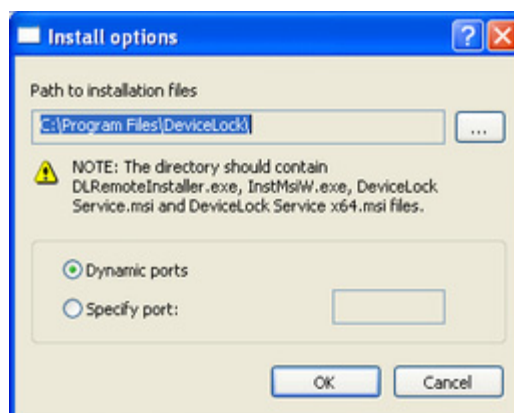 Install options
Path to installation files
C:\Program Files\DeviceLock\
...
NOTE: The directory should contain
DLRemoteInstaller.exe, InstMsiW.exe, DeviceLock
Service.msi and DeviceLock Service x64.msi files.
Dynamic ports
Specify port:
OK Cancel